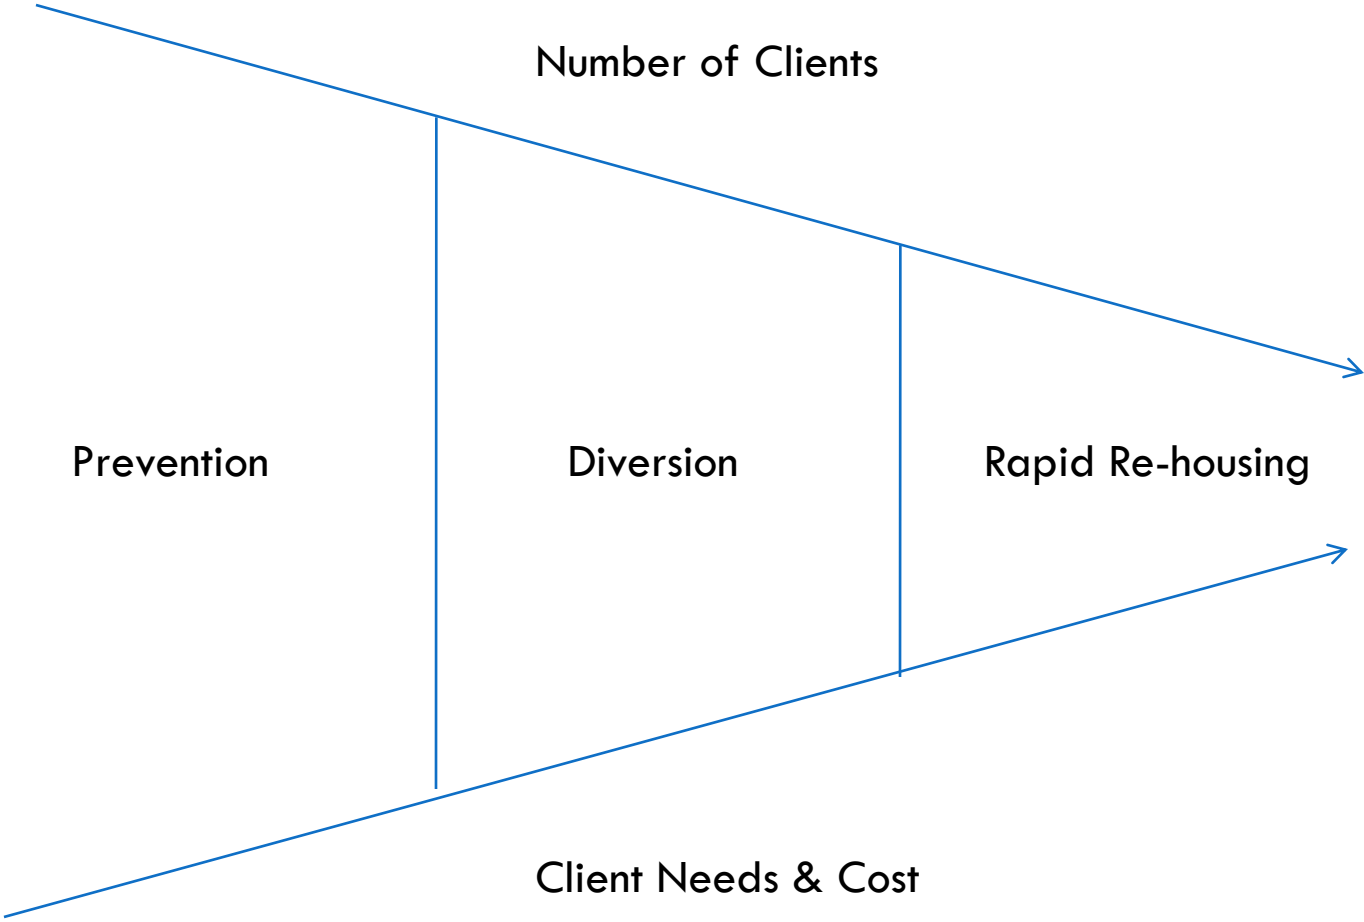 Number of Clients
Prevention
Diversion
Rapid Re-housing
Client Needs & Cost